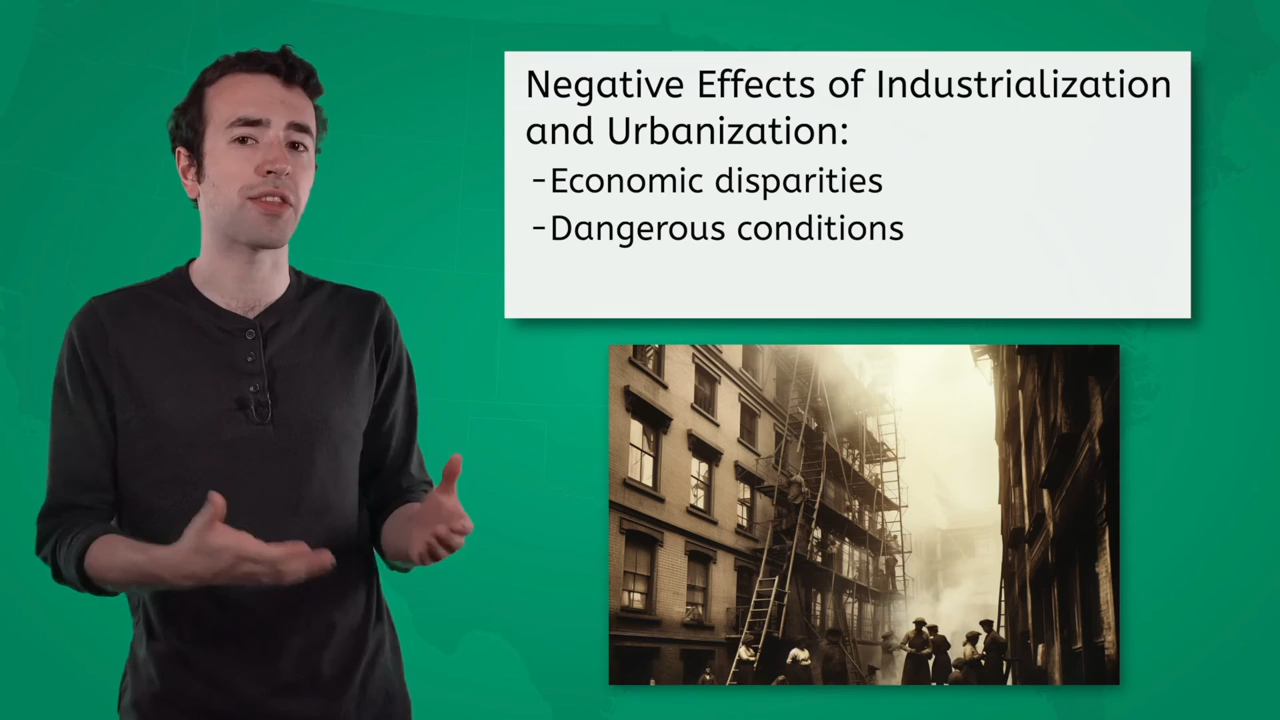 Negative Effects of Industrialization
and Urbanization:
-Economic disparities
-Dangerous conditions